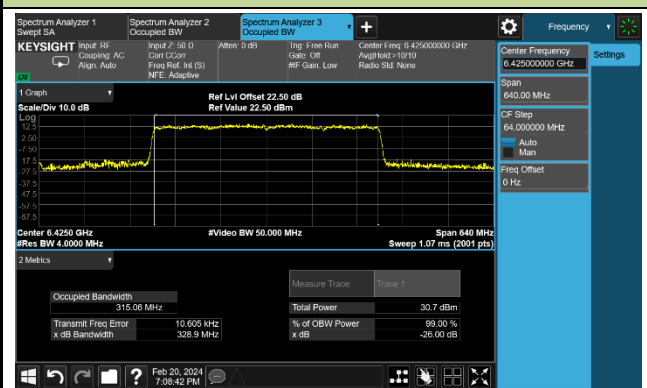 Spectrum Analyzer 1
Swept SA
Spectrum Analyzer 2
Occupied BW
Spectrum Analyzer 3
Occupied BW
Frequency
KEYSIGHT
Input: RF
Coupling: AC
Align: Auto
Input Z: 50 Ω
Corr CCorr
Freq Ref: Int (S)
NFE: Adaptive
Atten: 0 dB
Trig: Free Run
Gate: Off
#IF Gain: Low
Center Freq: 6.425000000 GHz
Avg|Hold:>10/10
Radio Std: None
LV
Center Frequency
6.425000000 GHz
Settings
Span
640.00 MHz
CF Step
64.000000 MHz
Auto
Man
Freq Offset
0 Hz
1 Graph
Scale/Div 10.0 dB
Ref Lvl Offset 22.50 dB
Ref Value 22.50 dBm
Log
12.5
2.50
-7.50
-17.5
-27.5
-37.5
-47.5
-57.5
-67.5
Center 6.4250 GHz
#Res BW 4.0000 MHz
#Video BW 50.000 MHz
Span 640 MHz
Sweep 1.07 ms (2001 pts)
2 Metrics
Measure Trace
Trace 1
Occupied Bandwidth
315.06 MHz
Total Power
30.7 dBm
Transmit Freq Error
10.605 kHz
% of OBW Power
99.00 %
x dB Bandwidth
328.9 MHz
x dB
-26.00 dB
Feb 20, 2024
7:08:42 PM